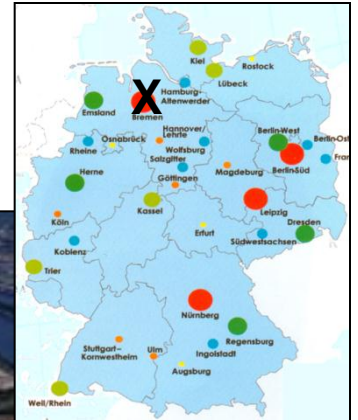 Kiel
Rostock
Lübeck
Hamburg-
Altenwerder
X
Bremen
Emsland
Hannover/
Lehrte
Osnabrück
Rheine
Wolfsburg
Salzgitter
Berlin-West
Berlin-Ost
Fran
Berlin-Süd
Magdeburg
Göttingen
Herne
Kassel
Leipzig
Dresden
Köln
Erfurt
Südwestsachsen
Koblenz
Trier
Nürnberg
Regensburg
Stuttgart-
Kornwestheim
Ulm
Ingolstadt
Augsburg
Weil/Rhein